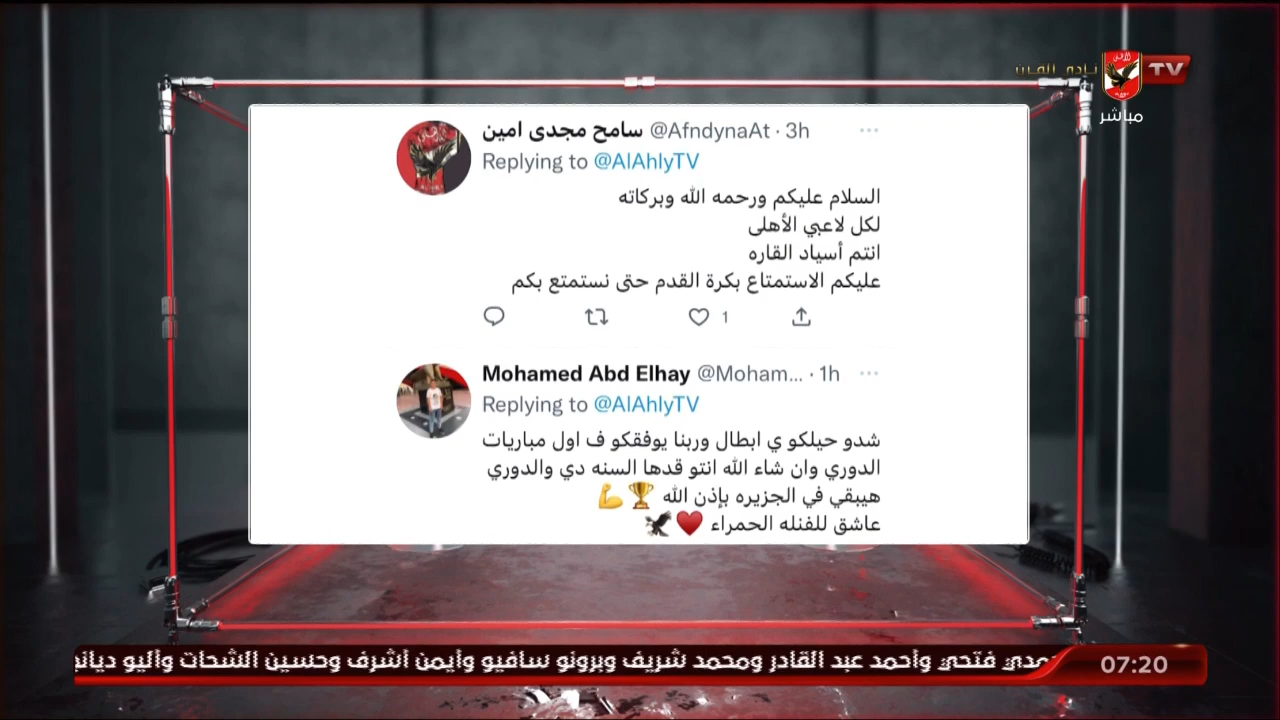 نادي القرن
TV
مباشر
سامح مجدى امين @AfndynaAt · 3h
Replying to @AlAhlyTV
السلام عليكم ورحمه الله وبركاته
لكل لاعبي الأهلى
انتم أسياد القاره
عليكم الاستمتاع بكرة القدم حتى نستمتع بكم
1
Mohamed Abd Elhay @Moham... · 1h
Replying to @AlAhlyTV
شدو حيلكو ي ابطال وربنا يوفقكو ف اول مباريات
الدوري وان شاء الله انتو قدها السنه دي والدوري
هيبقي في الجزيره بإذن الله 🏆💪
عاشق للفنله الحمراء ❤️🦅
فتحي وأحمد عبد القادر ومحمد شريف وبرونو سافيو وأيمن أشرف وحسين الشحات وأليو ديانج
07:20